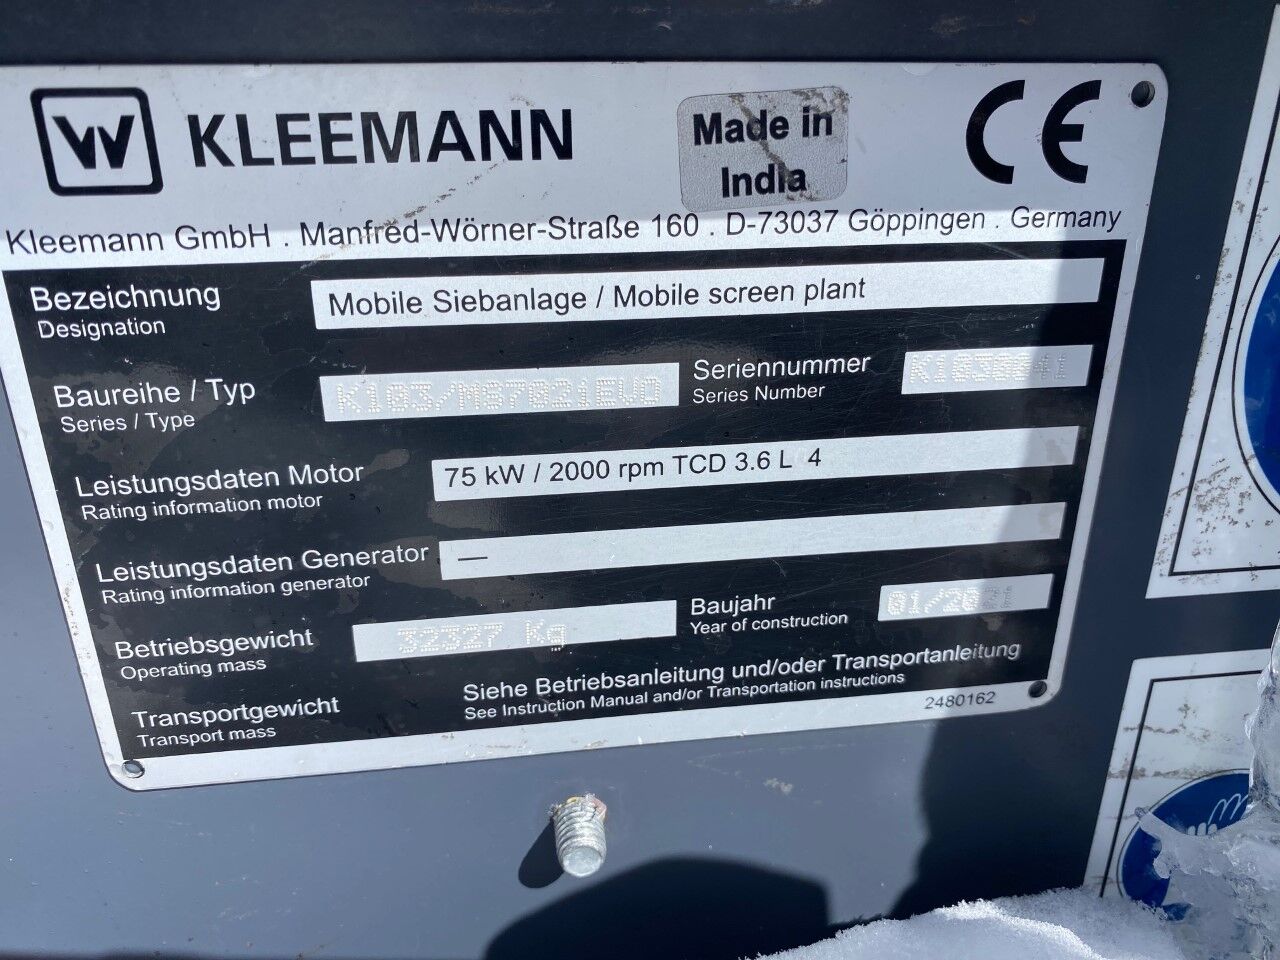 KLEEMANN
Made in
India
CE
Kleemann GmbH . Manfred-Wörner-Straße 160 . D-73037 Göppingen . Germany
Bezeichnung
Designation
Mobile Siebanlage / Mobile screen plant
Baureihe / Typ
Series / Type
K103/MS702iEVO
Seriennummer
Series Number
K1030041
Leistungsdaten Motor
Rating information motor
75 kW / 2000 rpm TCD 3.6 L 4
Leistungsdaten Generator
Rating information generator
—
Betriebsgewicht
Operating mass
32327 Kg
Baujahr
Year of construction
01/2021
Transportgewicht
Transport mass
Siehe Betriebsanleitung und/oder Transportanleitung
See Instruction Manual and/or Transportation instructions
2480162